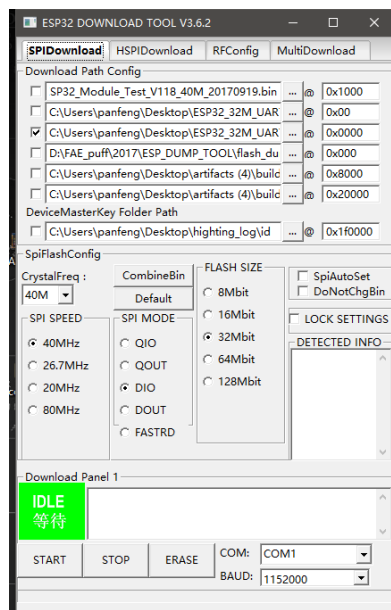 ESP32 DOWNLOAD TOOL V3.6.2
SPIDownload HSPIDownload RFConfig MultiDownload
Download Path Config
SP32_Module_Test_V118_40M_20170919.bin ... @ 0x1000
C:\Users\panfeng\Desktop\ESP32_32M_UAR ... @ 0x00
C:\Users\panfeng\Desktop\ESP32_32M_UAR ... @ 0x0000
D:\FAE_puff\2017\ESP_DUMP_TOOL\flash_du ... @ 0x000
C:\Users\panfeng\Desktop\artifacts (4)\build ... @ 0x8000
C:\Users\panfeng\Desktop\artifacts (4)\build ... @ 0x20000
DeviceMasterKey Folder Path
C:\Users\panfeng\Desktop\highting_log\id ... @ 0x1f0000
SpiFlashConfig
CrystalFreq :
40M
CombineBin
Default
SPI SPEED
40MHz
26.7MHz
20MHz
80MHz
SPI MODE
QIO
QOUT
DIO
DOUT
FASTRD
FLASH SIZE
8Mbit
16Mbit
32Mbit
64Mbit
128Mbit
SpiAutoSet
DoNotChgBin
LOCK SETTINGS
DETECTED INFO
Download Panel 1
IDLE
等待
START STOP ERASE
COM: COM1
BAUD: 1152000